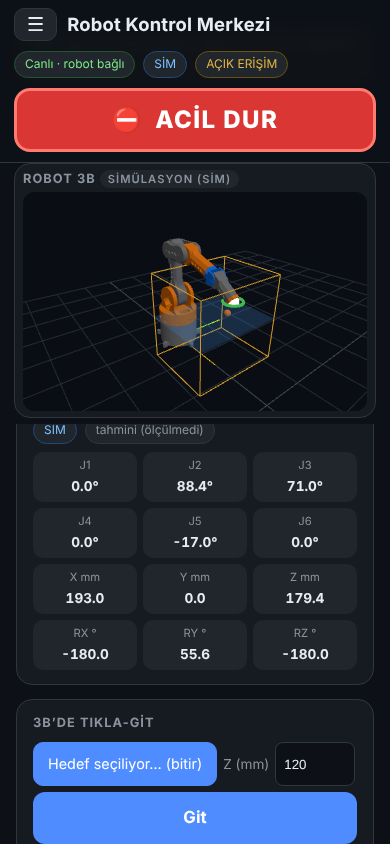 ☰ Robot Kontrol Merkezi
Canlı · robot bağlı SİM AÇIK ERİŞİM
⛔ ACİL DUR
ROBOT 3B SİMÜLASYON (SİM)
SİM tahmini (ölçülmedi)
J1 J2 J3
0.0° 88.4° 71.0°
J4 J5 J6
0.0° -17.0° 0.0°
X mm Y mm Z mm
193.0 0.0 179.4
RX ° RY ° RZ °
-180.0 55.6 -180.0
3B’DE TIKLA-GİT
Hedef seçiliyor… (bitir) Z (mm) 120
Git